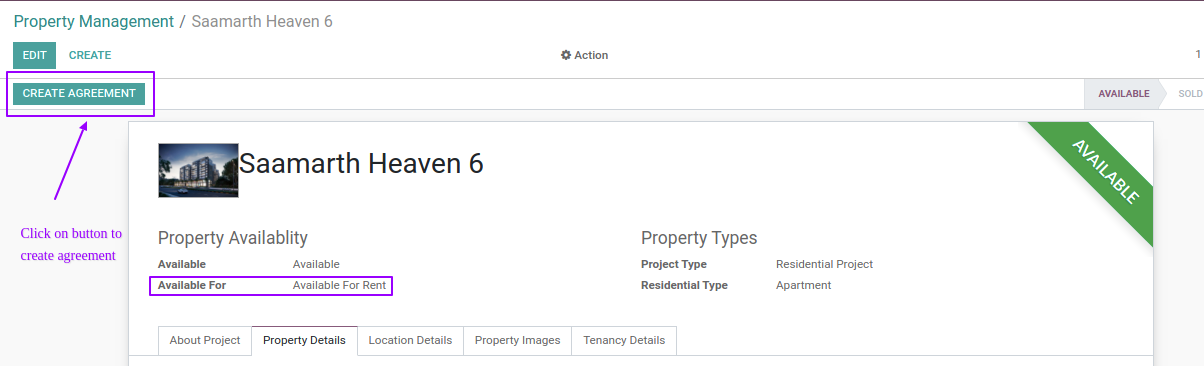 Property Management / Saamarth Heaven 6
EDIT CREATE Action 1
CREATE AGREEMENT AVAILABLE SOLD
Saamarth Heaven 6
AVAILABLE
Click on button to
create agreement
Property Availablity Property Types
Available Available Project Type Residential Project
Available For Available For Rent Residential Type Apartment
About Project Property Details Location Details Property Images Tenancy Details